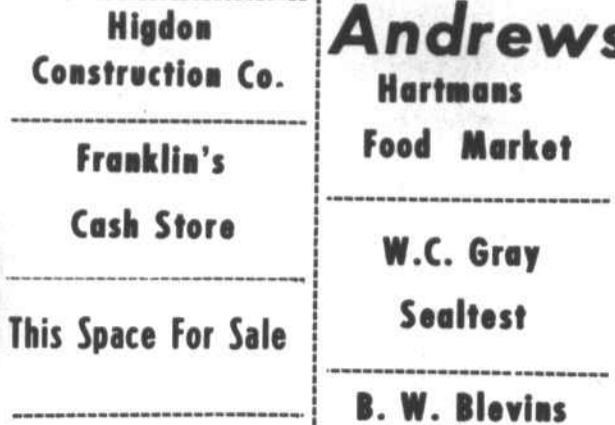 Higdon
Construction Co.
Franklin's
Cash Store
This Space For Sale
Andrews
Hartmans
Food Market
W.C. Gray
Sealtest
B. W. Blevins